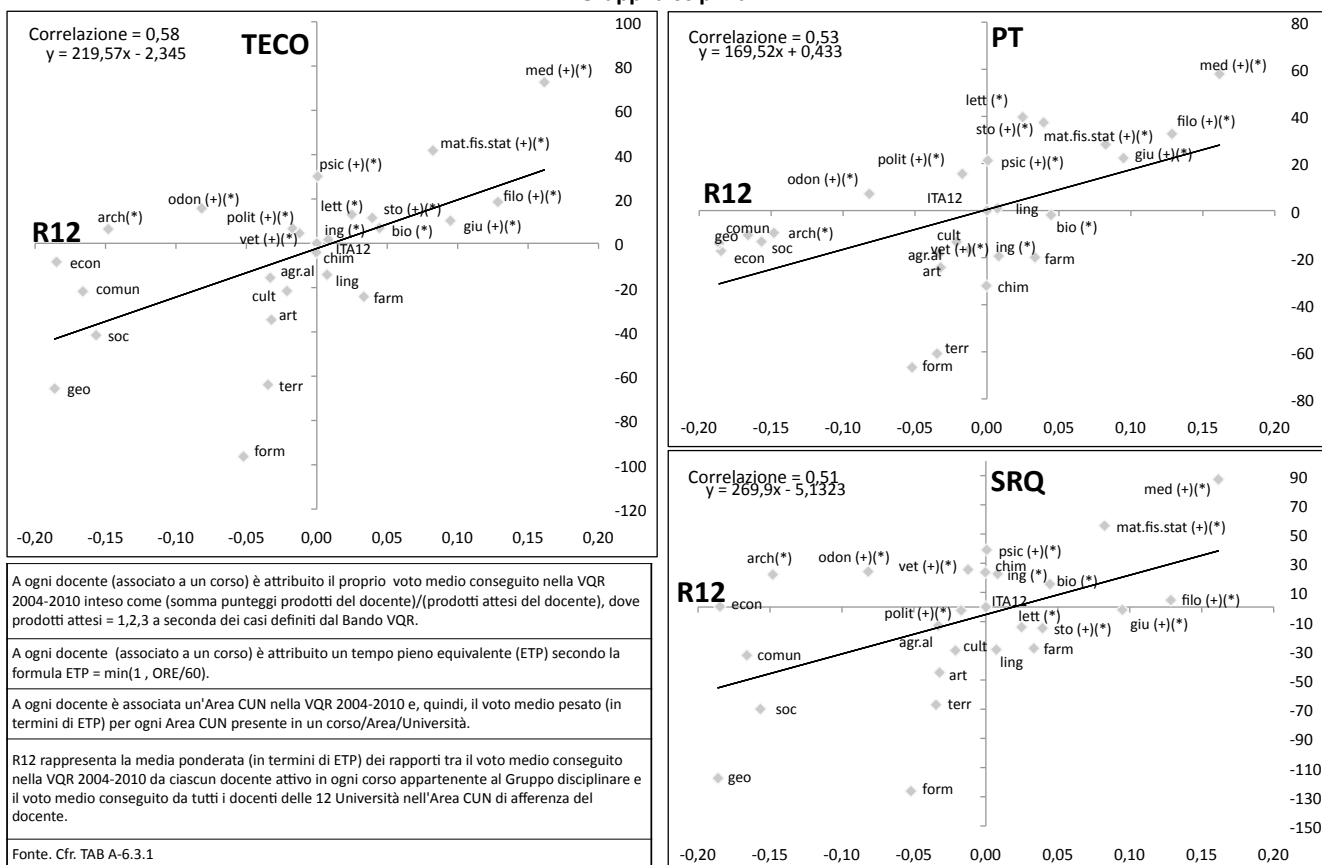 Correlazione = 0,58
y = 219,57x - 2,345
TECO
R12
100
80
60
40
20
0
-20
-40
-60
-80
-100
-120
-0,20
-0,15
-0,10
-0,05
0,00
0,05
0,10
0,15
0,20
med (+)(*)
mat.fis.stat (+)(*)
psic (+)(*)
filo (+)(*)
odon (+)(*)
lett (*)
sto (+)(*)
arch(*)
polit (+)(*)
ing (*)
bio (*)
giu (+)(*)
vet (+)(*)
ITA12
chim
econ
agr.al
ling
comun
cult
farm
art
soc
geo
terr
form
Correlazione = 0,53
y = 169,52x + 0,433
PT
R12
80
60
40
20
0
-20
-40
-60
-80
-0,20
-0,15
-0,10
-0,05
0,00
0,05
0,10
0,15
0,20
med (+)(*)
lett (*)
sto (+)(*)
filo (+)(*)
mat.fis.stat (+)(*)
polit (+)(*)
psic (+)(*)
giu (+)(*)
odon (+)(*)
ITA12
ling
comun
arch(*)
bio (*)
geo
soc
cult
econ
vet (+)(*)
ing (*)
agr.al
farm
art
chim
terr
form
Correlazione = 0,51
y = 269,9x - 5,1323
SRQ
R12
90
70
50
30
10
-10
-30
-50
-70
-90
-110
-130
-150
-0,20
-0,15
-0,10
-0,05
0,00
0,05
0,10
0,15
0,20
med (+)(*)
mat.fis.stat (+)(*)
arch(*)
odon (+)(*)
psic (+)(*)
vet (+)(*)
chim
ing (*)
bio (*)
econ
ITA12
filo (+)(*)
polit (+)(*)
lett (*)
giu (+)(*)
agr.al
sto (+)(*)
comun
cult
ling
farm
art
soc
terr
geo
form
A ogni docente (associato a un corso) è attribuito il proprio voto medio conseguito nella VQR
2004-2010 inteso come (somma punteggi prodotti del docente)/(prodotti attesi del docente), dove
prodotti attesi = 1,2,3 a seconda dei casi definiti dal Bando VQR.
A ogni docente (associato a un corso) è attribuito un tempo pieno equivalente (ETP) secondo la
formula ETP = min(1 , ORE/60).
A ogni docente è associata un'Area CUN nella VQR 2004-2010 e, quindi, il voto medio pesato (in
termini di ETP) per ogni Area CUN presente in un corso/Area/Università.
R12 rappresenta la media ponderata (in termini di ETP) dei rapporti tra il voto medio conseguito
nella VQR 2004-2010 da ciascun docente attivo in ogni corso appartenente al Gruppo disciplinare e
il voto medio conseguito da tutti i docenti delle 12 Università nell'Area CUN di afferenza del
docente.
Fonte. Cfr. TAB A-6.3.1